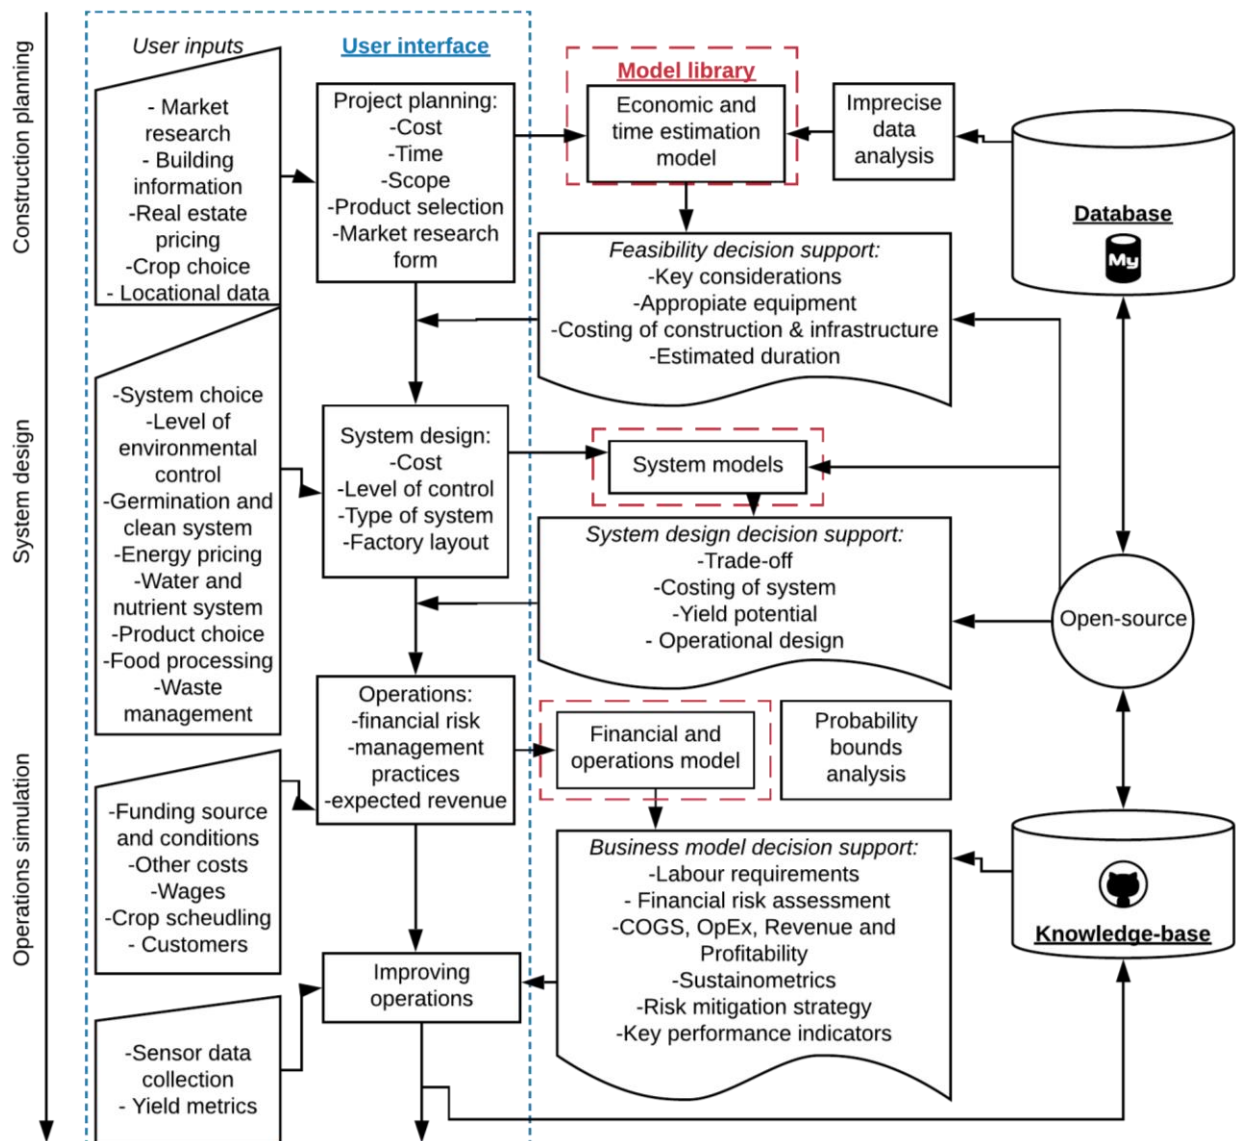 Construction planning
System design
Operations simulation
User inputs
- Market
research
- Building
information
-Real estate
pricing
-Crop choice
- Locational data
-System choice
-Level of
environmental
control
-Germination and
clean system
-Energy pricing
-Water and
nutrient system
-Product choice
-Food processing
-Waste
management
-Funding source
and conditions
-Other costs
-Wages
-Crop scheudling
- Customers
-Sensor data
collection
- Yield metrics
User interface
Project planning:
-Cost
-Time
-Scope
-Product selection
-Market research
form
System design:
-Cost
-Level of control
-Type of system
-Factory layout
Operations:
-financial risk
-management
practices
-expected revenue
Improving
operations
Model library
Economic and
time estimation
model
Imprecise
data
analysis
Feasibility decision support:
-Key considerations
-Appropiate equipment
-Costing of construction & infrastructure
-Estimated duration
System models
System design decision support:
-Trade-off
-Costing of system
-Yield potential
- Operational design
Financial and
operations model
Probability
bounds
analysis
Business model decision support:
-Labour requirements
- Financial risk assessment
-COGS, OpEx, Revenue and
Profitability
-Sustainometrics
-Risk mitigation strategy
-Key performance indicators
Database
My
Open-source
Knowledge-base